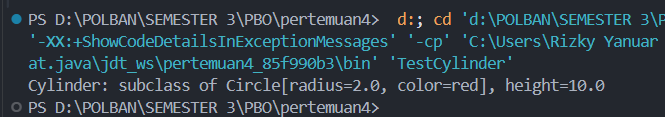 PS D:\POLBAN\SEMESTER 3\PBO\pertemuan4>  d:; cd 'd:\POLBAN\SEMESTER 3\P
'-XX:+ShowCodeDetailsInExceptionMessages' '-cp' 'C:\Users\Rizky Yanuar
at.java\jdt_ws\pertemuan4_85f990b3\bin' 'TestCylinder'
Cylinder: subclass of Circle[radius=2.0, color=red], height=10.0
PS D:\POLBAN\SEMESTER 3\PBO\pertemuan4>